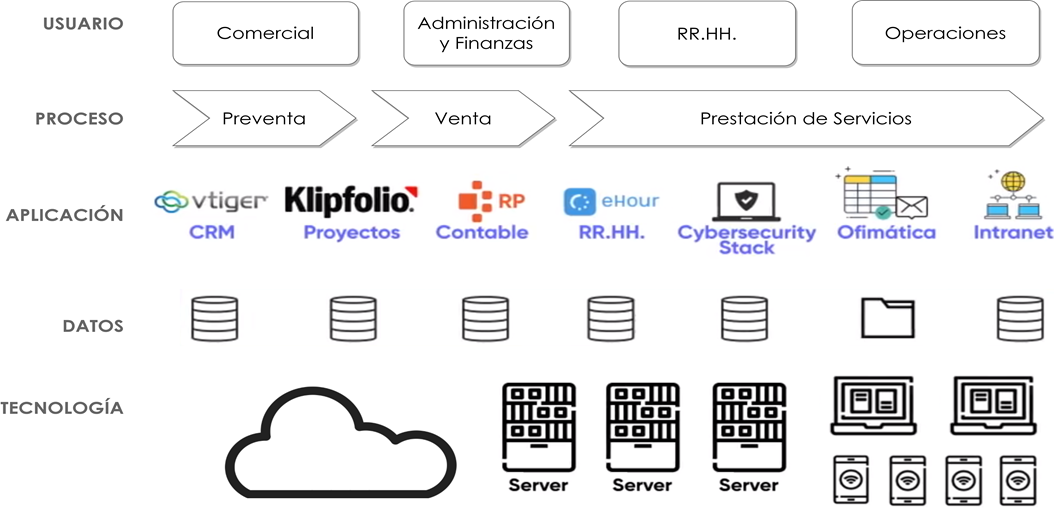 USUARIO
Comercial
Administración
y Finanzas
RR.HH.
Operaciones
PROCESO
Preventa
Venta
Prestación de Servicios
APLICACIÓN
vtiger
CRM
Klipfolio.
Proyectos
RP
Contable
eHour
RR.HH.
Cybersecurity
Stack
Ofimática
Intranet
DATOS
TECNOLOGÍA
Server
Server
Server